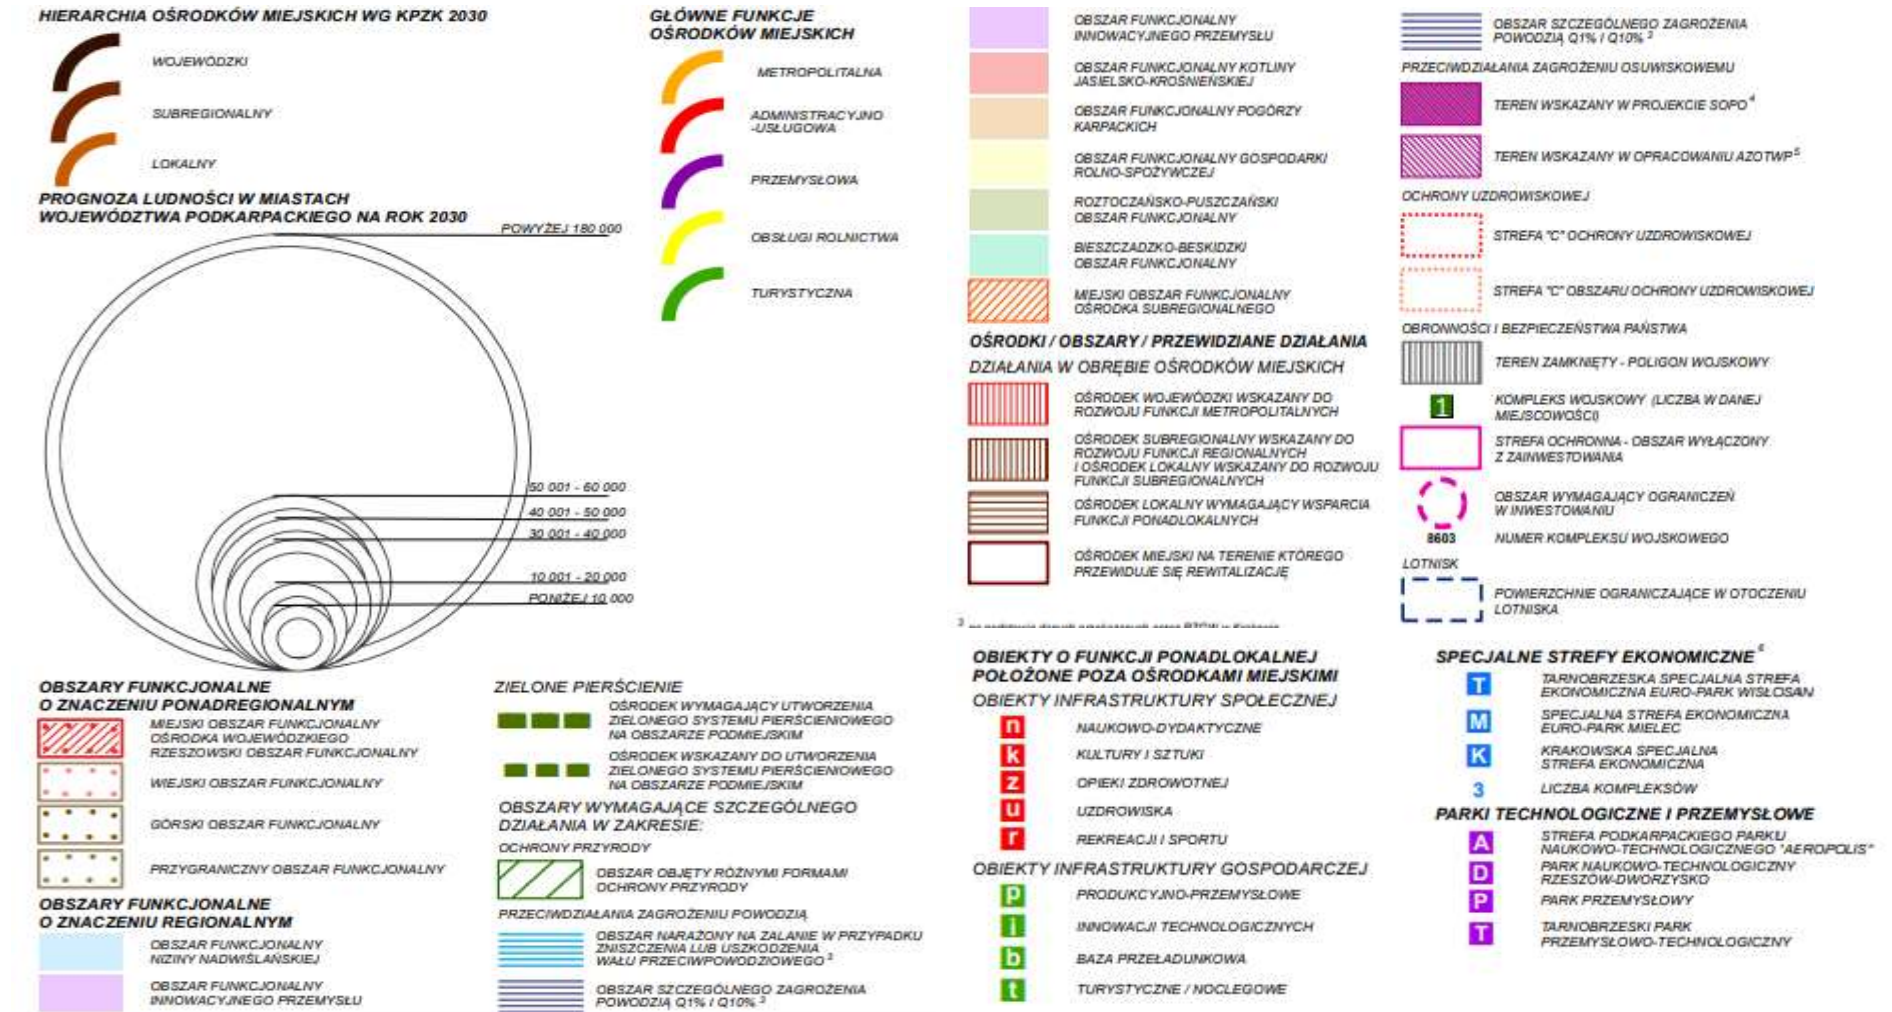 HIERARCHIA OŚRODKÓW MIEJSKICH WG KPZK 2030
WOJEWÓDZKI
SUBREGIONALNY
LOKALNY
PROGNOZA LUDNOŚCI W MIASTACH
WOJEWÓDZTWA PODKARPACKIEGO NA ROK 2030
POWYŻEJ 180 000
50 001 - 60 000
40 001 - 50 000
30 001 - 40 000
10 001 - 20 000
PONIŻEJ 10 000
GŁÓWNE FUNKCJE
OŚRODKÓW MIEJSKICH
METROPOLITALNA
ADMINISTRACYJNO
-USŁUGOWA
PRZEMYSŁOWA
OBSŁUGI ROLNICTWA
TURYSTYCZNA
OBSZARY FUNKCJONALNE
O ZNACZENIU PONADREGIONALNYM
MIEJSKI OBSZAR FUNKCJONALNY
OŚRODKA WOJEWÓDZKIEGO
RZESZOWSKI OBSZAR FUNKCJONALNY
WIEJSKI OBSZAR FUNKCJONALNY
GÓRSKI OBSZAR FUNKCJONALNY
PRZYGRANICZNY OBSZAR FUNKCJONALNY
OBSZARY FUNKCJONALNE
O ZNACZENIU REGIONALNYM
OBSZAR FUNKCJONALNY
NIZINY NADWIŚLAŃSKIEJ
OBSZAR FUNKCJONALNY
INNOWACYJNEGO PRZEMYSŁU
ZIELONE PIERŚCIENIE
OŚRODEK WYMAGAJĄCY UTWORZENIA
ZIELONEGO SYSTEMU PIERŚCIENIOWEGO
NA OBSZARZE PODMIEJSKIM
OŚRODEK WSKAZANY DO UTWORZENIA
ZIELONEGO SYSTEMU PIERŚCIENIOWEGO
NA OBSZARZE PODMIEJSKIM
OBSZARY WYMAGAJĄCE SZCZEGÓLNEGO
DZIAŁANIA W ZAKRESIE:
OCHRONY PRZYRODY
OBSZAR OBJĘTY RÓŻNYMI FORMAMI
OCHRONY PRZYRODY
PRZECIWDZIAŁANIA ZAGROŻENIU POWODZIĄ
OBSZAR NARAŻONY NA ZALANIE W PRZYPADKU
ZNISZCZENIA LUB USZKODZENIA
WAŁU PRZECIWPOWODZIOWEGO 3
OBSZAR SZCZEGÓLNEGO ZAGROŻENIA
POWODZIĄ Q1% I Q10% 3
OBSZAR FUNKCJONALNY
INNOWACYJNEGO PRZEMYSŁU
OBSZAR FUNKCJONALNY KOTLINY
JASIELSKO-KROŚNIEŃSKIEJ
OBSZAR FUNKCJONALNY POGÓRZY
KARPACKICH
OBSZAR FUNKCJONALNY GOSPODARKI
ROLNO-SPOŻYWCZEJ
ROZTOCZAŃSKO-PUSZCZAŃSKI
OBSZAR FUNKCJONALNY
BIESZCZADZKO-BESKIDZKI
OBSZAR FUNKCJONALNY
MIEJSKI OBSZAR FUNKCJONALNY
OŚRODKA SUBREGIONALNEGO
OŚRODKI / OBSZARY / PRZEWIDZIANE DZIAŁANIA
DZIAŁANIA W OBRĘBIE OŚRODKÓW MIEJSKICH
OŚRODEK WOJEWÓDZKI WSKAZANY DO
ROZWOJU FUNKCJI METROPOLITALNYCH
OŚRODEK SUBREGIONALNY WSKAZANY DO
ROZWOJU FUNKCJI REGIONALNYCH
I OŚRODEK LOKALNY WSKAZANY DO ROZWOJU
FUNKCJI SUBREGIONALNYCH
OŚRODEK LOKALNY WYMAGAJĄCY WSPARCIA
FUNKCJI PONADLOKALNYCH
OŚRODEK MIEJSKI NA TERENIE KTÓREGO
PRZEWIDUJE SIĘ REWITALIZACJĘ
3
OBIEKTY O FUNKCJI PONADLOKALNEJ
POŁOŻONE POZA OŚRODKAMI MIEJSKIMI
OBIEKTY INFRASTRUKTURY SPOŁECZNEJ
n NAUKOWO-DYDAKTYCZNE
k KULTURY I SZTUKI
z OPIEKI ZDROWOTNEJ
u UZDROWISKA
r REKREACJI I SPORTU
OBIEKTY INFRASTRUKTURY GOSPODARCZEJ
p PRODUKCYJNO-PRZEMYSŁOWE
i INNOWACJI TECHNOLOGICZNYCH
b BAZA PRZEŁADUNKOWA
t TURYSTYCZNE / NOCLEGOWE
OBSZAR SZCZEGÓLNEGO ZAGROŻENIA
POWODZIĄ Q1% I Q10% 3
PRZECIWDZIAŁANIA ZAGROŻENIU OSUWISKOWEMU
TEREN WSKAZANY W PROJEKCIE SOPO 4
TEREN WSKAZANY W OPRACOWANIU AZOTWP 5
OCHRONY UZDROWISKOWEJ
STREFA "C" OCHRONY UZDROWISKOWEJ
STREFA "C" OBSZARU OCHRONY UZDROWISKOWEJ
OBRONNOŚCI I BEZPIECZEŃSTWA PAŃSTWA
TEREN ZAMKNIĘTY - POLIGON WOJSKOWY
1 KOMPLEKS WOJSKOWY (LICZBA W DANEJ
MIEJSCOWOŚCI)
STREFA OCHRONNA - OBSZAR WYŁĄCZONY
Z ZAINWESTOWANIA
OBSZAR WYMAGAJĄCY OGRANICZEŃ
W INWESTOWANIU
8603 NUMER KOMPLEKSU WOJSKOWEGO
LOTNISK
POWIERZCHNIE OGRANICZAJĄCE W OTOCZENIU
LOTNISKA
SPECJALNE STREFY EKONOMICZNE 6
T TARNOBRZESKA SPECJALNA STREFA
EKONOMICZNA EURO-PARK WISŁOSAN
M SPECJALNA STREFA EKONOMICZNA
EURO-PARK MIELEC
K KRAKOWSKA SPECJALNA
STREFA EKONOMICZNA
3 LICZBA KOMPLEKSÓW
PARKI TECHNOLOGICZNE I PRZEMYSŁOWE
A STREFA PODKARPACKIEGO PARKU
NAUKOWO-TECHNOLOGICZNEGO "AEROPOLIS"
D PARK NAUKOWO-TECHNOLOGICZNY
RZESZÓW-DWORZYSKO
P PARK PRZEMYSŁOWY
T TARNOBRZESKI PARK
PRZEMYSŁOWO-TECHNOLOGICZNY